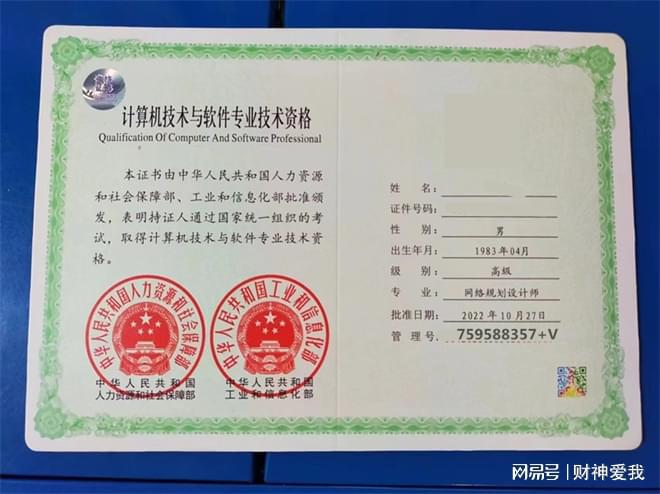 计算机技术与软件专业技术资格
Qualification Of Computer And Software Professional
本证书由中华人民共和国人力资源
和社会保障部、工业和信息化部批准颁
发，表明持证人通过国家统一组织的考
试，取得计算机技术与软件专业技术资
格。
中华人民共和国人力资源和社会保障部
中华人民共和国工业和信息化部
中华人民共和国
人力资源和社会保障部
中华人民共和国
工业和信息化部
姓 名：
证件号码：
性 别： 男
出生年月： 1983年04月
级 别： 高级
专 业： 网络规划设计师
批准日期： 2022年10月27日
管 理 号： 759588357+V
网易号 | 财神爱我